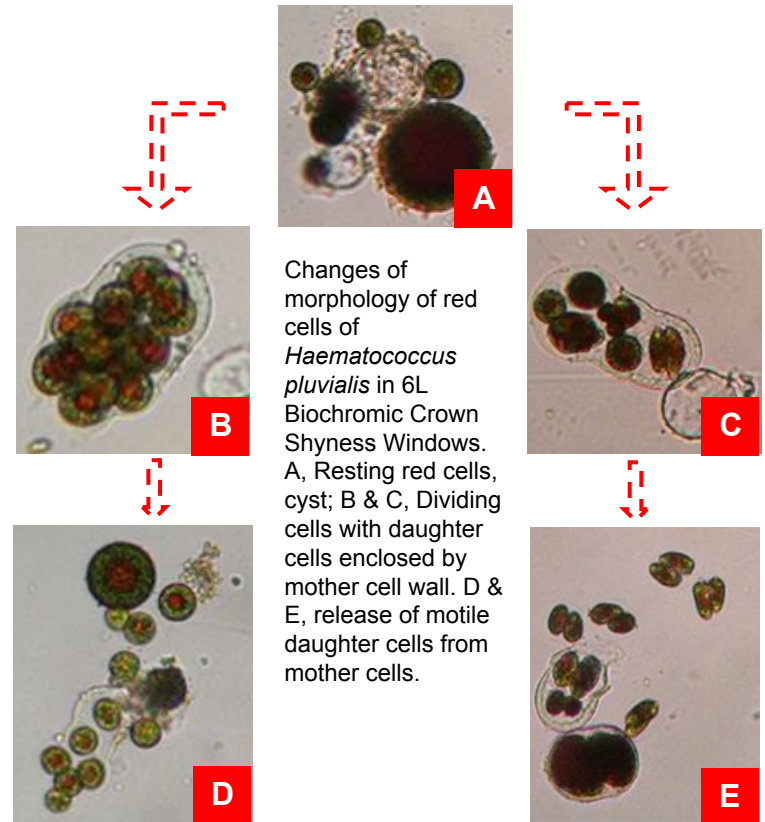 A
B
Changes of
morphology of red
cells of
Haematococcus
pluvialis in 6L
Biochromic Crown
Shyness Windows.
A, Resting red cells,
cyst; B & C, Dividing
cells with daughter
cells enclosed by
mother cell wall. D &
E, release of motile
daughter cells from
mother cells.
C
D
E